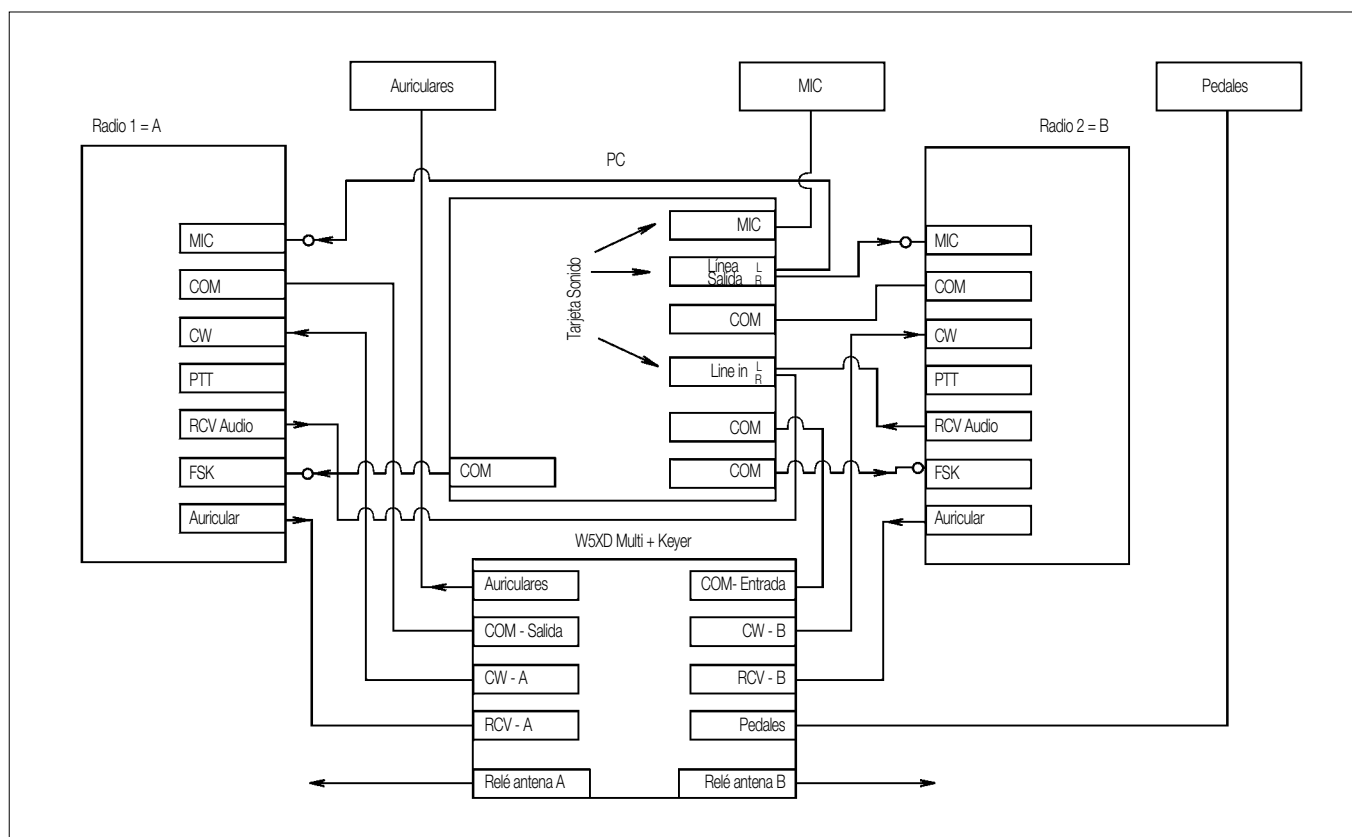 Auriculares
MIC
Pedales
Radio 1 = A
Radio 2 = B
PC
MIC
COM
CW
PTT
RCV Audio
FSK
Auricular
Tarjeta Sonido
MIC
Línea Salida L R
COM
Line in L R
COM
COM
COM
MIC
COM
CW
PTT
RCV Audio
FSK
Auricular
W5XD Multi + Keyer
Auriculares
COM - Salida
CW - A
RCV - A
Relé antena A
COM- Entrada
CW - B
RCV - B
Pedales
Relé antena B